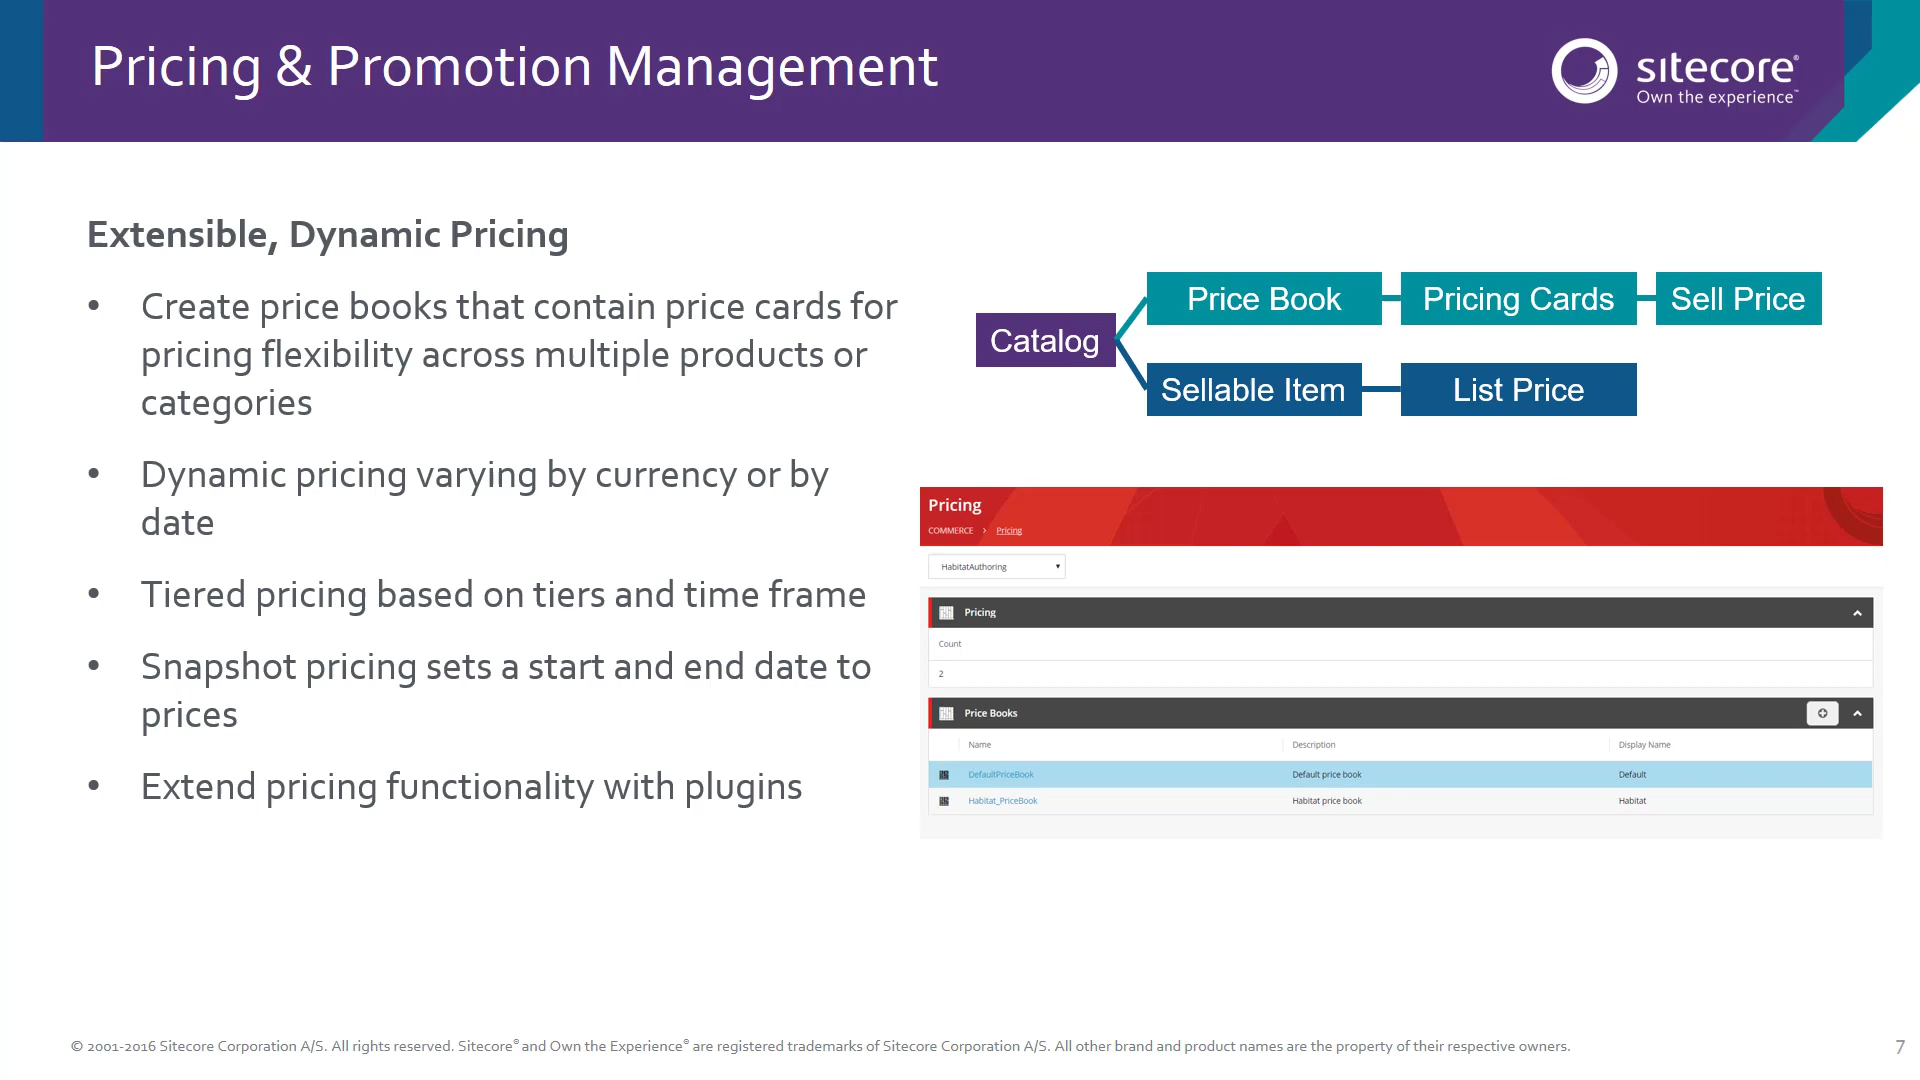 Pricing & Promotion Management
sitecore®
Own the experience™
Extensible, Dynamic Pricing
• Create price books that contain price cards for
pricing flexibility across multiple products or
categories
• Dynamic pricing varying by currency or by
date
• Tiered pricing based on tiers and time frame
• Snapshot pricing sets a start and end date to
prices
• Extend pricing functionality with plugins
Catalog
Price Book
Pricing Cards
Sell Price
Sellable Item
List Price
Pricing
COMMERCE > Pricing
HabitatAuthoring
Pricing
Count
2
Price Books
Name Description Display Name
DefaultPriceBook Default price book Default
Habitat_PriceBook Habitat price book Habitat
© 2001-2016 Sitecore Corporation A/S. All rights reserved. Sitecore® and Own the Experience® are registered trademarks of Sitecore Corporation A/S. All other brand and product names are the property of their respective owners.
7